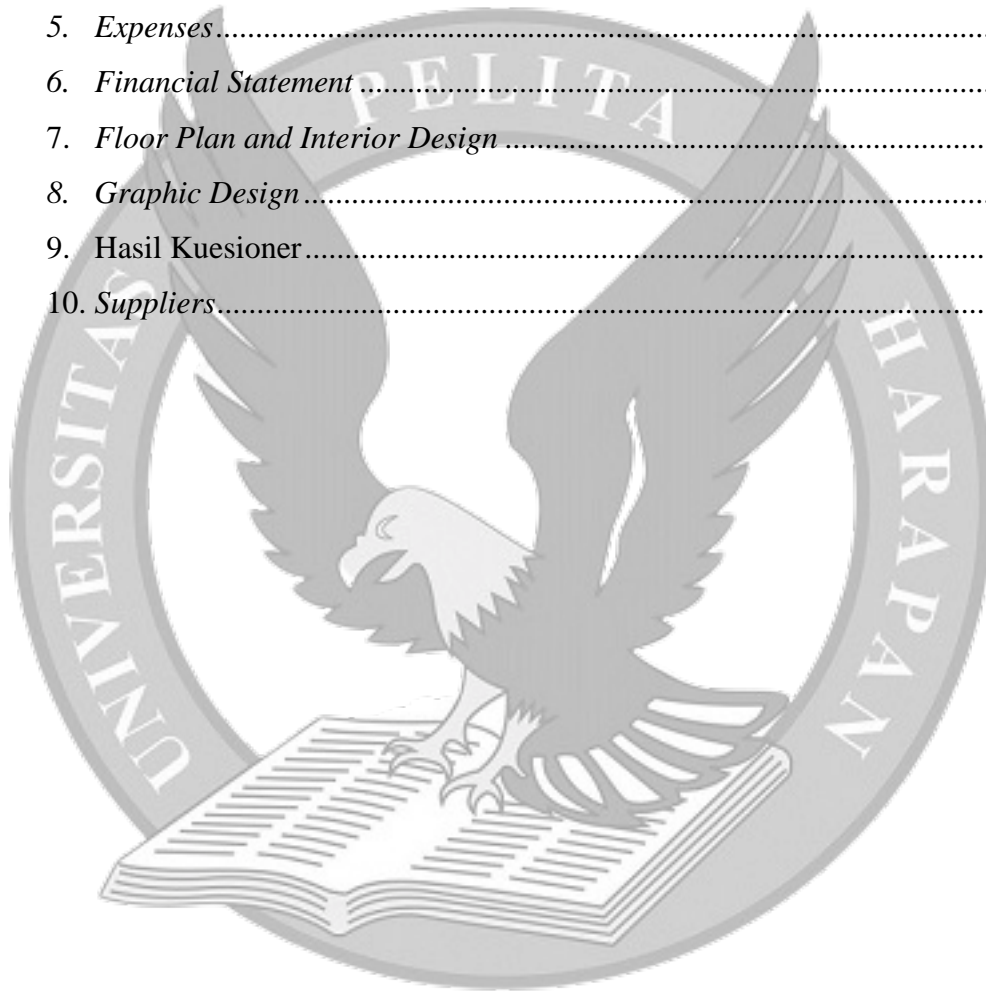 5. Expenses........................................................................................................
6. Financial Statement ...................................................................................
7. Floor Plan and Interior Design .................................................................
8. Graphic Design ...........................................................................................
9. Hasil Kuesioner...........................................................................................
10. Suppliers........................................................................................................
UNIVERSITAS PELITA HARAPAN